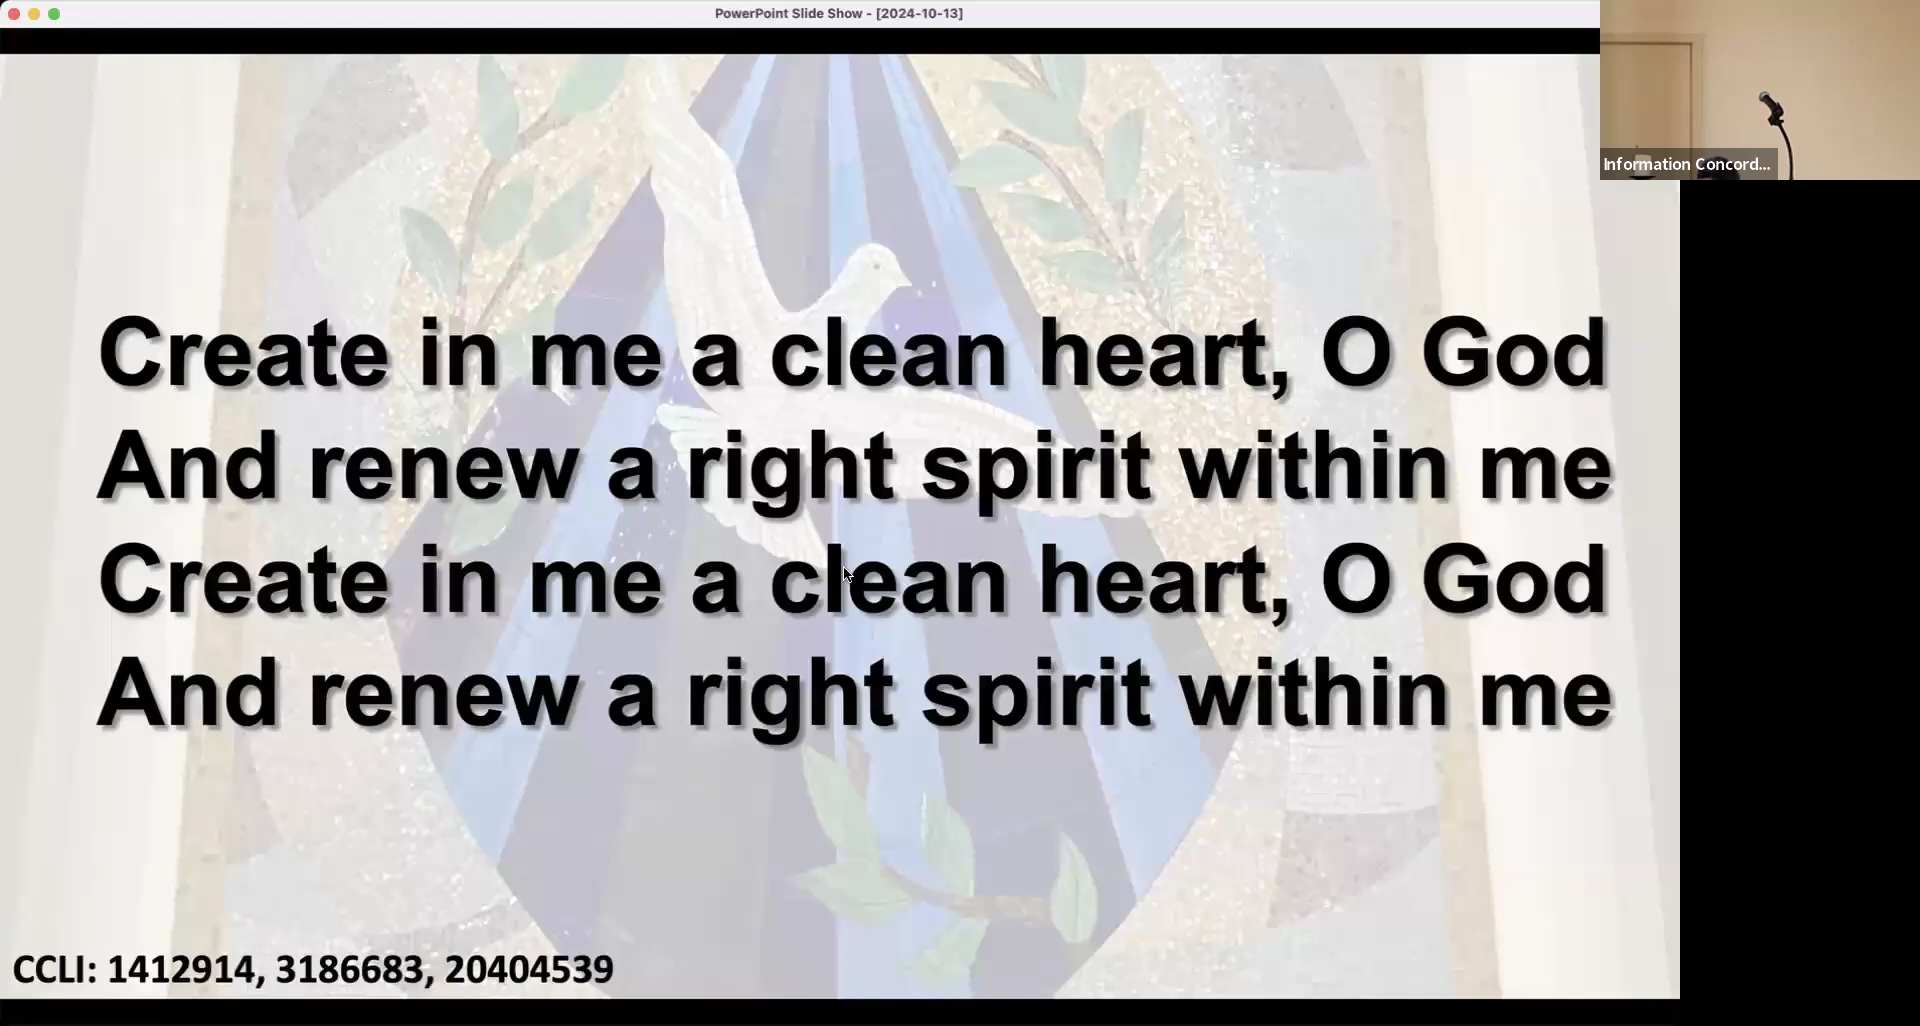 PowerPoint Slide Show - [2024-10-13]
Information Concord...
Create in me a clean heart, O God
And renew a right spirit within me
Create in me a clean heart, O God
And renew a right spirit within me
CCLI: 1412914, 3186683, 20404539